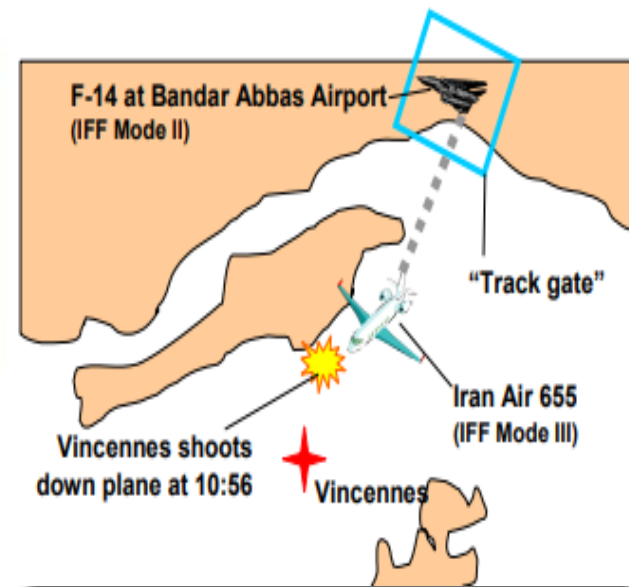 F-14 at Bandar Abbas Airport
(IFF Mode II)
“Track gate”
Iran Air 655
(IFF Mode III)
Vincennes shoots
down plane at 10:56
Vincennes